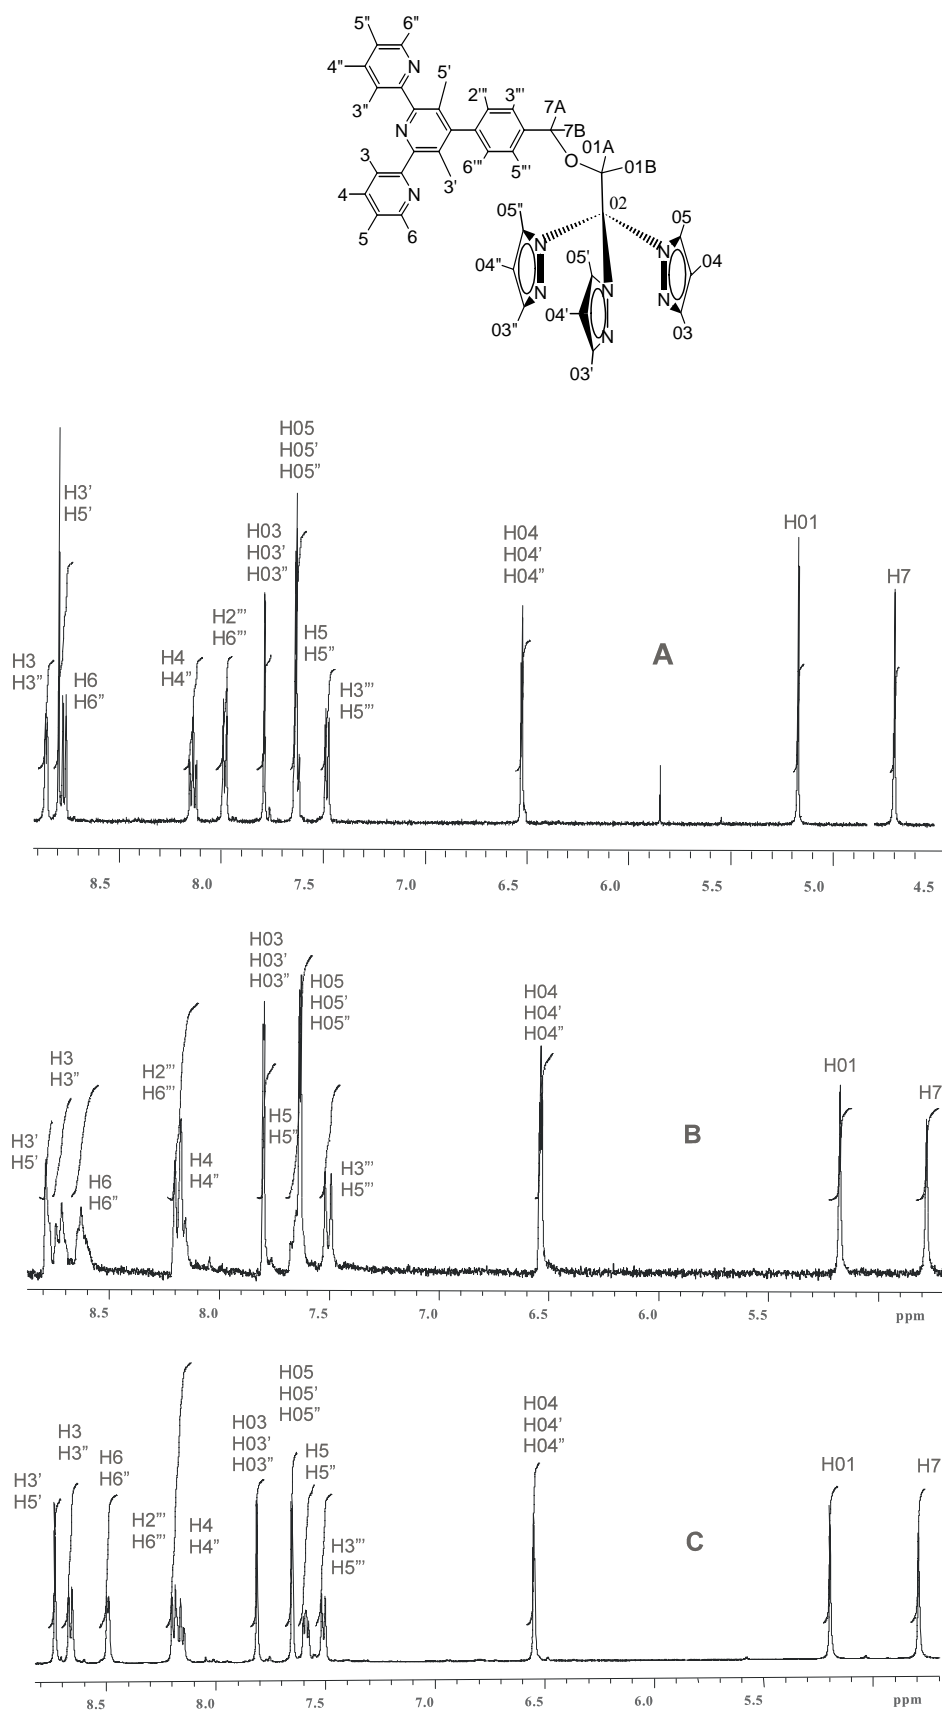 5" 6"
4" N 5'
3" 2''' 3''' 7A
N 7B
3 6''' 5''' O 01A
01B
4 N 3' 02
5 6 05" 05
N 05' N
04" 04
N N N
04'
03" N 03
03'
H05
H05'
H05"
H3'
H5'
H03
H03'
H03"
H04
H04'
H04"
H01
H7
H2'''
H6'''
H5
H5"
A
H3
H3"
H6
H6"
H4
H4"
H3'''
H5'''
8.5 8.0 7.5 7.0 6.5 6.0 5.5 5.0 4.5
H03
H03'
H03"
H05
H05'
H05"
H04
H04'
H04"
H3
H3"
H2'''
H6'''
H01
H7
H3'
H5'
H5
H5"
B
H6
H6"
H4
H4"
H3'''
H5'''
8.5 8.0 7.5 7.0 6.5 6.0 5.5 ppm
H05
H05'
H05"
H03
H03'
H03"
H04
H04'
H04"
H3
H3"
H6
H6"
H5
H5"
H01
H7
H3'
H5'
H2'''
H6'''
H4
H4"
C
H3'''
H5'''
8.5 8.0 7.5 7.0 6.5 6.0 5.5 ppm